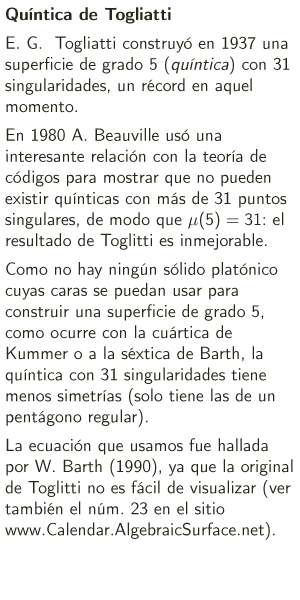 Quíntica de Togliatti
E. G. Togliatti construyó en 1937 una
superficie de grado 5 (quíntica) con 31
singularidades, un récord en aquel
momento.
En 1980 A. Beauville usó una
interesante relación con la teoría de
códigos para mostrar que no pueden
existir quínticas con más de 31 puntos
singulares, de modo que μ(5) = 31: el
resultado de Toglitti es inmejorable.
Como no hay ningún sólido platónico
cuyas caras se puedan usar para
construir una superficie de grado 5,
como ocurre con la cuártica de
Kummer o a la séxtica de Barth, la
quíntica con 31 singularidades tiene
menos simetrías (solo tiene las de un
pentágono regular).
La ecuación que usamos fue hallada
por W. Barth (1990), ya que la original
de Toglitti no es fácil de visualizar (ver
también el núm. 23 en el sitio
www.Calendar.AlgebraicSurface.net).